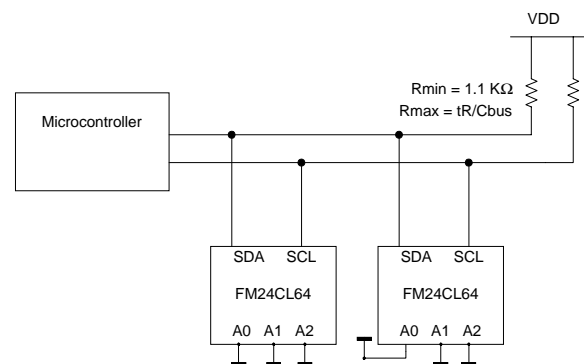 VDD
Rmin = 1.1 KΩ
Rmax = tR/Cbus
Microcontroller
SDA SCL
FM24CL64
A0 A1 A2
SDA SCL
FM24CL64
A0 A1 A2